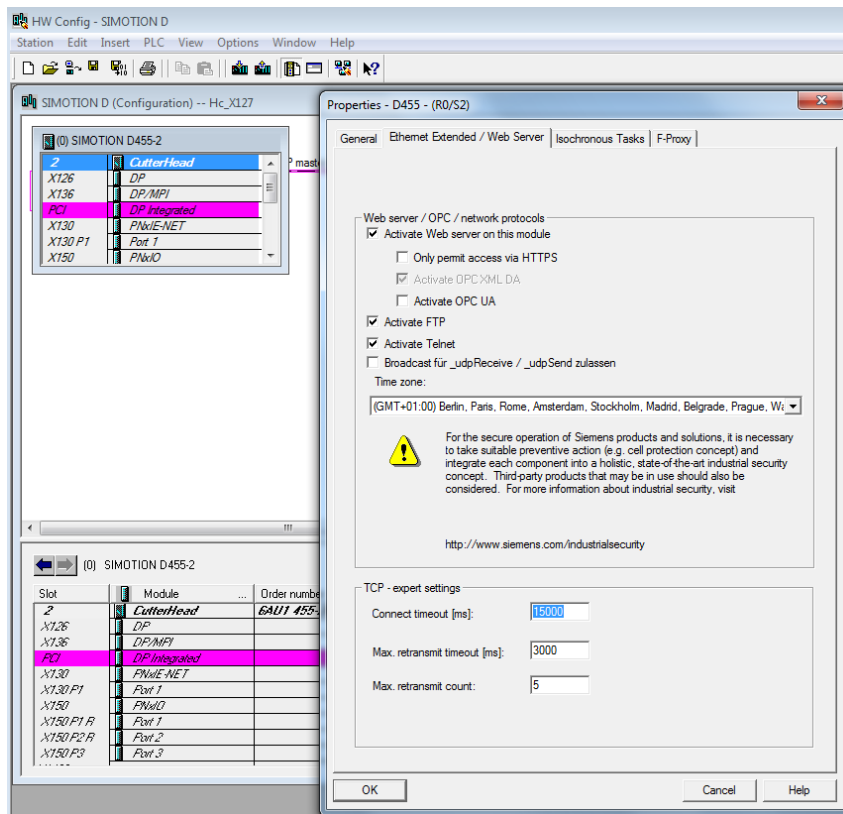 HW Config - SIMOTION D
Station Edit Insert PLC View Options Window Help
SIMOTION D (Configuration) -- Hc_X127
(0) SIMOTION D455-2
2 CutterHead
X126 DP
X136 DP/MPI
PCI DP Integrated
X130 PNxIE-NET
X130 P1 Port 1
X150 PNxIO
(0) SIMOTION D455-2
Slot Module ... Order numbe
2 CutterHead 6AU1 455-
X126 DP
X136 DP/MPI
PCI DP Integrated
X130 PNxIE-NET
X130 P1 Port 1
X150 PNxIO
X150 P1 R Port 1
X150 P2 R Port 2
X150 P3 Port 3
Properties - D455 - (R0/S2)
General Ethernet Extended / Web Server Isochronous Tasks F-Proxy
Web server / OPC / network protocols
Activate Web server on this module
Only permit access via HTTPS
Activate OPC XML DA
Activate OPC UA
Activate FTP
Activate Telnet
Broadcast für _udpReceive / _udpSend zulassen
Time zone:
(GMT+01:00) Berlin, Paris, Rome, Amsterdam, Stockholm, Madrid, Belgrade, Prague, Wa
For the secure operation of Siemens products and solutions, it is necessary
to take suitable preventive action (e.g. cell protection concept) and
integrate each component into a holistic, state-of-the-art industrial security
concept. Third-party products that may be in use should also be
considered. For more information about industrial security, visit
http://www.siemens.com/industrialsecurity
TCP - expert settings
Connect timeout [ms]: 15000
Max. retransmit timeout [ms]: 3000
Max. retransmit count: 5
OK Cancel Help